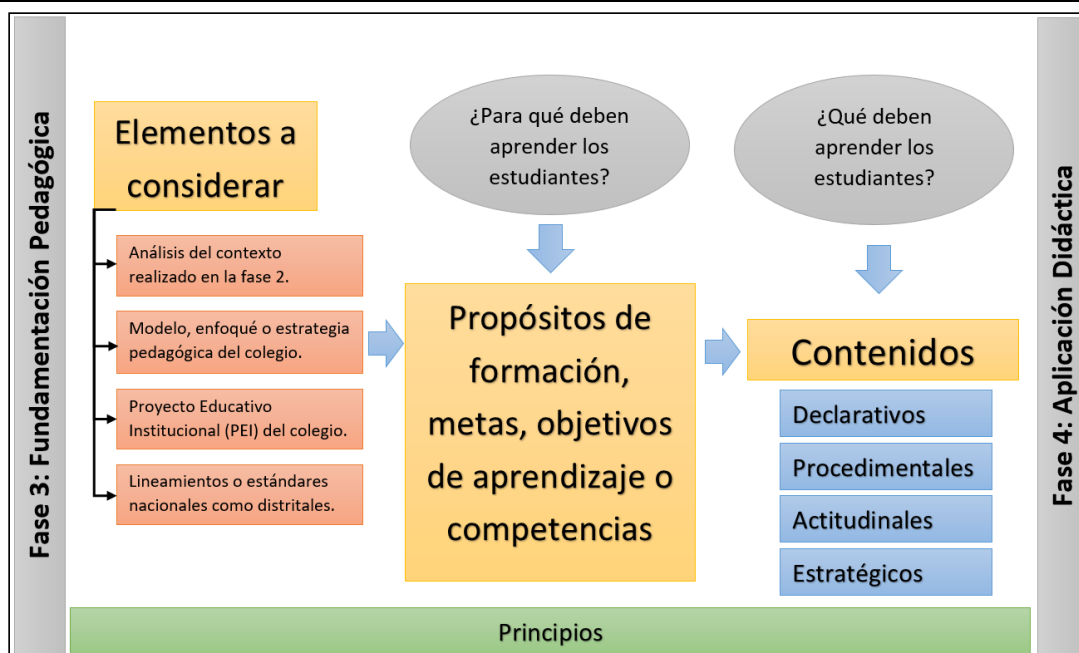 Fase 3: Fundamentación Pedagógica
Elementos a
considerar
Análisis del contexto
realizado en la fase 2.
Modelo, enfoqué o estrategia
pedagógica del colegio.
Proyecto Educativo
Institucional (PEI) del colegio.
Lineamientos o estándares
nacionales como distritales.
¿Para qué deben
aprender los
estudiantes?
Propósitos de
formación,
metas, objetivos
de aprendizaje o
competencias
¿Qué deben
aprender los
estudiantes?
Contenidos
Declarativos
Procedimentales
Actitudinales
Estratégicos
Principios
Fase 4: Aplicación Didáctica